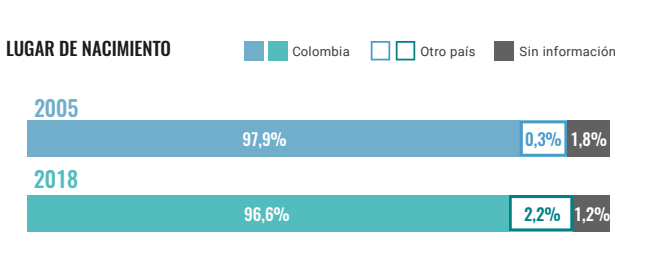 LUGAR DE NACIMIENTO
Colombia
Otro país
Sin información
2005
97,9% 0,3% 1,8%
2018
96,6% 2,2% 1,2%